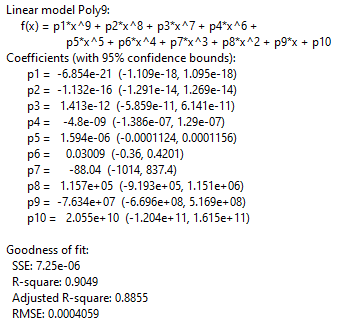 Linear model Poly9:
f(x) = p1*x^9 + p2*x^8 + p3*x^7 + p4*x^6 +
p5*x^5 + p6*x^4 + p7*x^3 + p8*x^2 + p9*x + p10
Coefficients (with 95% confidence bounds):
p1 = -6.854e-21 (-1.109e-18, 1.095e-18)
p2 = -1.132e-16 (-1.291e-14, 1.269e-14)
p3 = 1.413e-12 (-5.859e-11, 6.141e-11)
p4 = -4.8e-09 (-1.386e-07, 1.29e-07)
p5 = 1.594e-06 (-0.0001124, 0.0001156)
p6 = 0.03009 (-0.36, 0.4201)
p7 = -88.04 (-1014, 837.4)
p8 = 1.157e+05 (-9.193e+05, 1.151e+06)
p9 = -7.634e+07 (-6.696e+08, 5.169e+08)
p10 = 2.055e+10 (-1.204e+11, 1.615e+11)
Goodness of fit:
SSE: 7.25e-06
R-square: 0.9049
Adjusted R-square: 0.8855
RMSE: 0.0004059